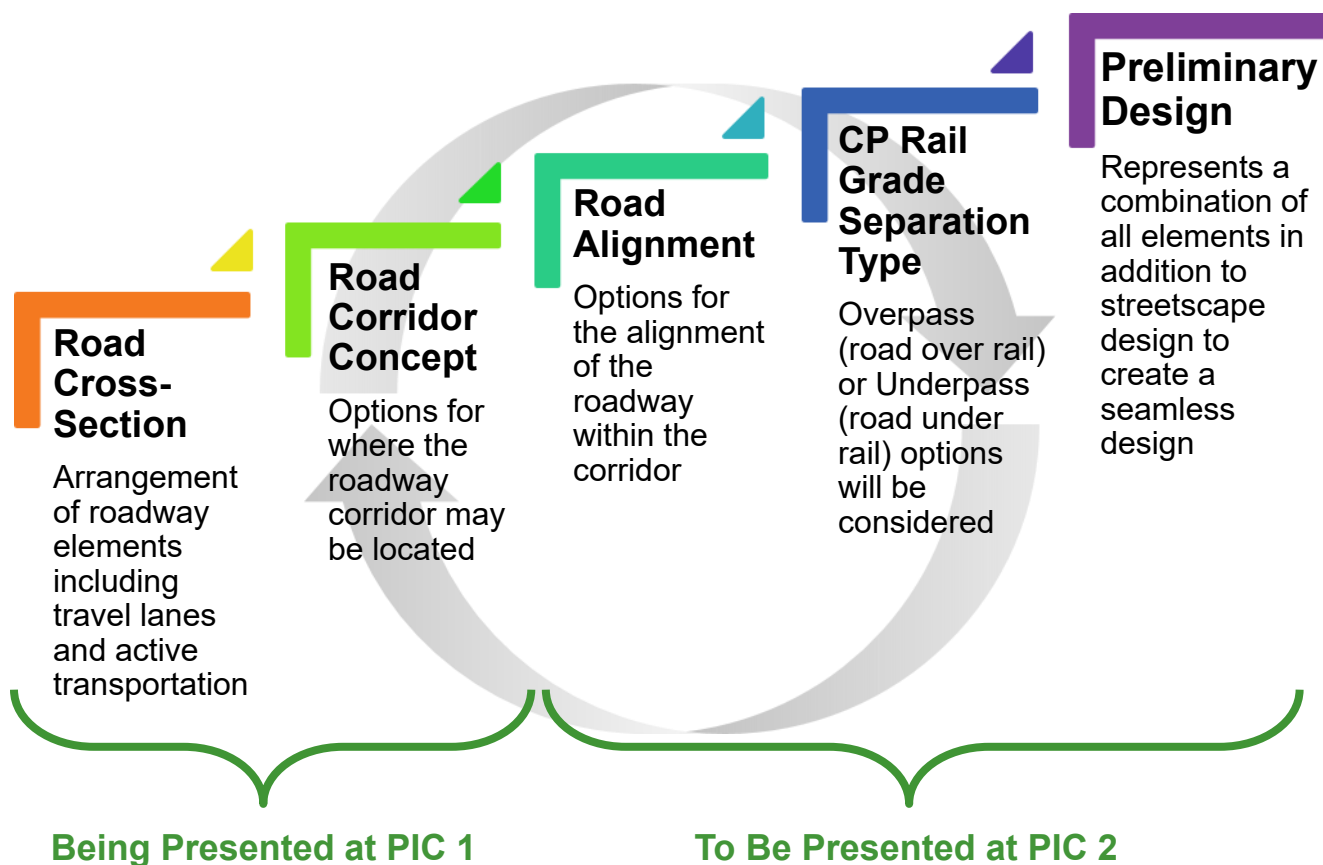 Road
Cross-
Section
Arrangement
of roadway
elements
including
travel lanes
and active
transportation
Road
Corridor
Concept
Options for
where the
roadway
corridor may
be located
Road
Alignment
Options for
the alignment
of the
roadway
within the
corridor
CP Rail
Grade
Separation
Type
Overpass
(road over rail)
or Underpass
(road under
rail) options
will be
considered
Preliminary
Design
Represents a
combination of
all elements in
addition to
streetscape
design to
create a
seamless
design
Being Presented at PIC 1
To Be Presented at PIC 2